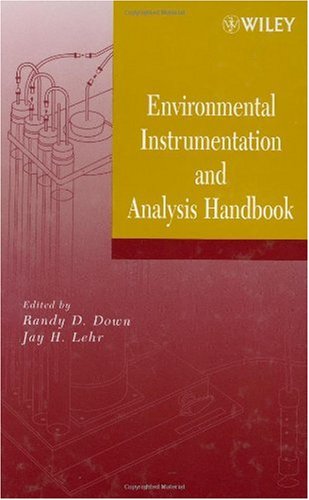 WILEY
Environmental
Instrumentation
and
Analysis Handbook
Edited by
Randy D. Down
Jay H. Lehr